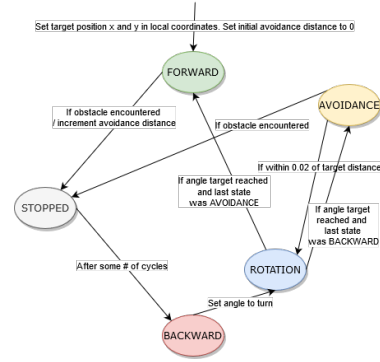 Set target position x and y in local coordinates. Set initial avoidance distance to 0
FORWARD
AVOIDANCE
If obstacle encountered
/ increment avoidance distance
If obstacle encountered
If within 0.02 of target distance
If angle target reached
and last state
was AVOIDANCE
If angle target
reached and
last state
was BACKWARD
STOPPED
After some # of cycles
ROTATION
Set angle to turn
BACKWARD